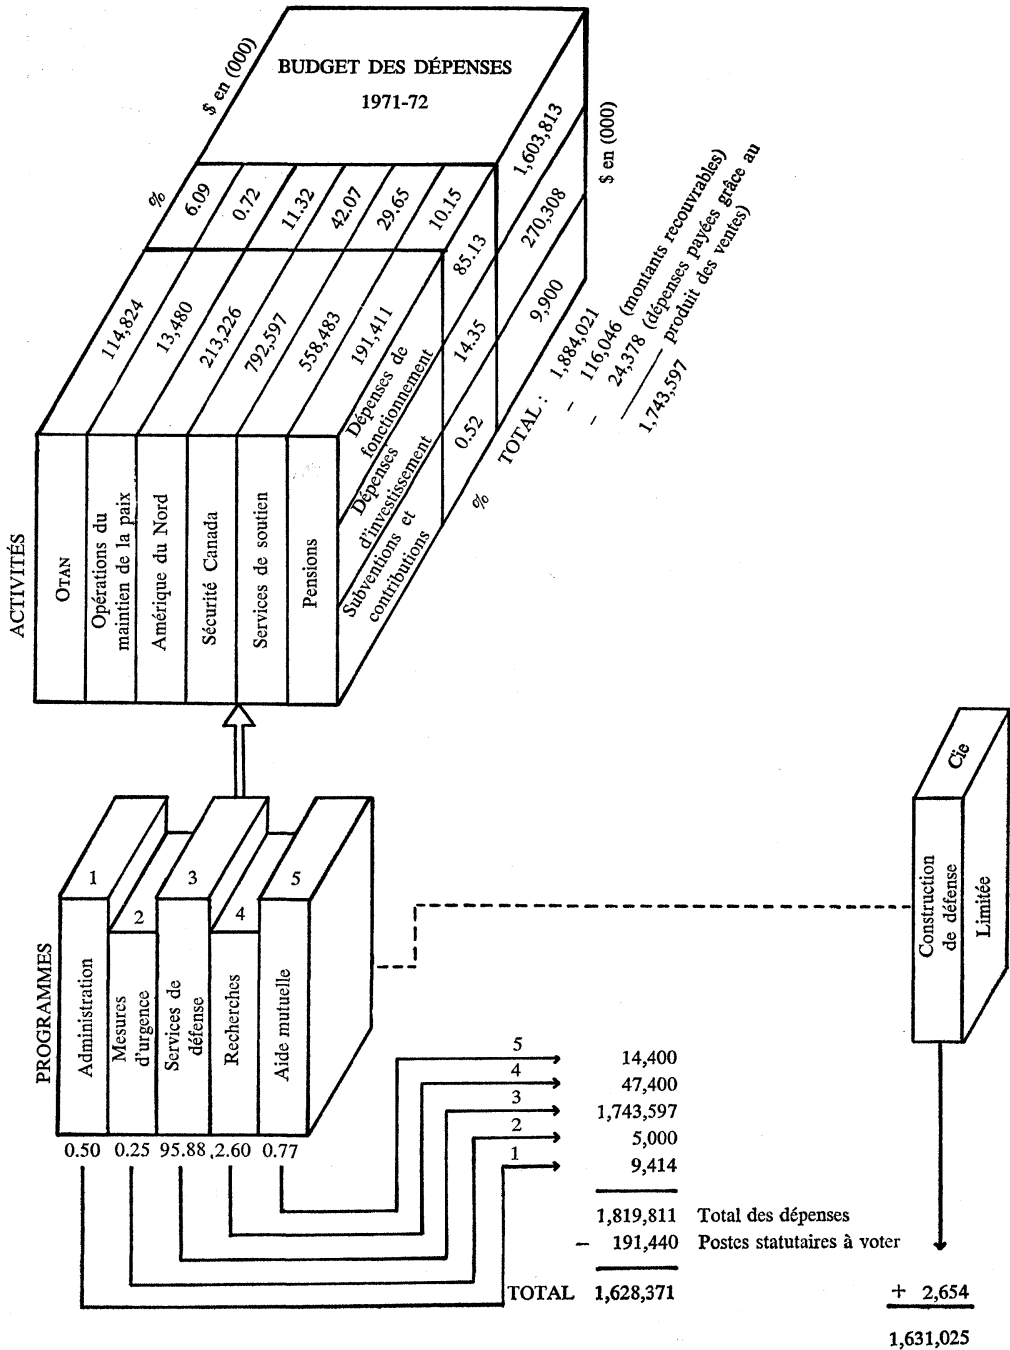 BUDGET DES DÉPENSES
1971-72
$ en (000)
%
6.09
0.72
11.32
42.07
29.65
10.15
114,824
13,480
213,226
792,597
558,483
191,411
ACTIVITÉS
OTAN
Opérations du
maintien de la paix
Amérique du Nord
Sécurité Canada
Services de soutien
Pensions
Dépenses de
fonctionnement
Dépenses
d'investissement
Subventions et
contributions
85.13
14.35
0.52
%
1,603,813
270,308
9,900
$ en (000)
TOTAL : 1,884,021
– 116,046 (montants recouvrables)
– 24,378 (dépenses payées grâce au
produit des ventes)
1,743,597
PROGRAMMES
1
2
3
4
5
Administration
Mesures
d'urgence
Services de
défense
Recherches
Aide mutuelle
0.50 0.25 95.88 2.60 0.77
Cie
Construction
de défense
Limitée
5 14,400
4 47,400
3 1,743,597
2 5,000
1 9,414
1,819,811 Total des dépenses
– 191,440 Postes statutaires à voter
TOTAL 1,628,371
+ 2,654
1,631,025